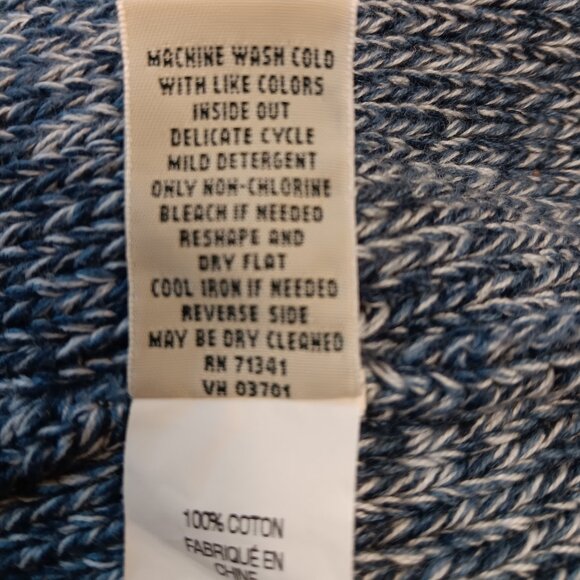 MACHINE WASH COLD
WITH LIKE COLORS
INSIDE OUT
DELICATE CYCLE
MILD DETERGENT
ONLY NON-CHLORINE
BLEACH IF NEEDED
RESHAPE AND
DRY FLAT
COOL IRON IF NEEDED
REVERSE SIDE
MAY BE DRY CLEANED
RN 71341
VN 03701
100% COTON
FABRIQUÉ EN
CHINE